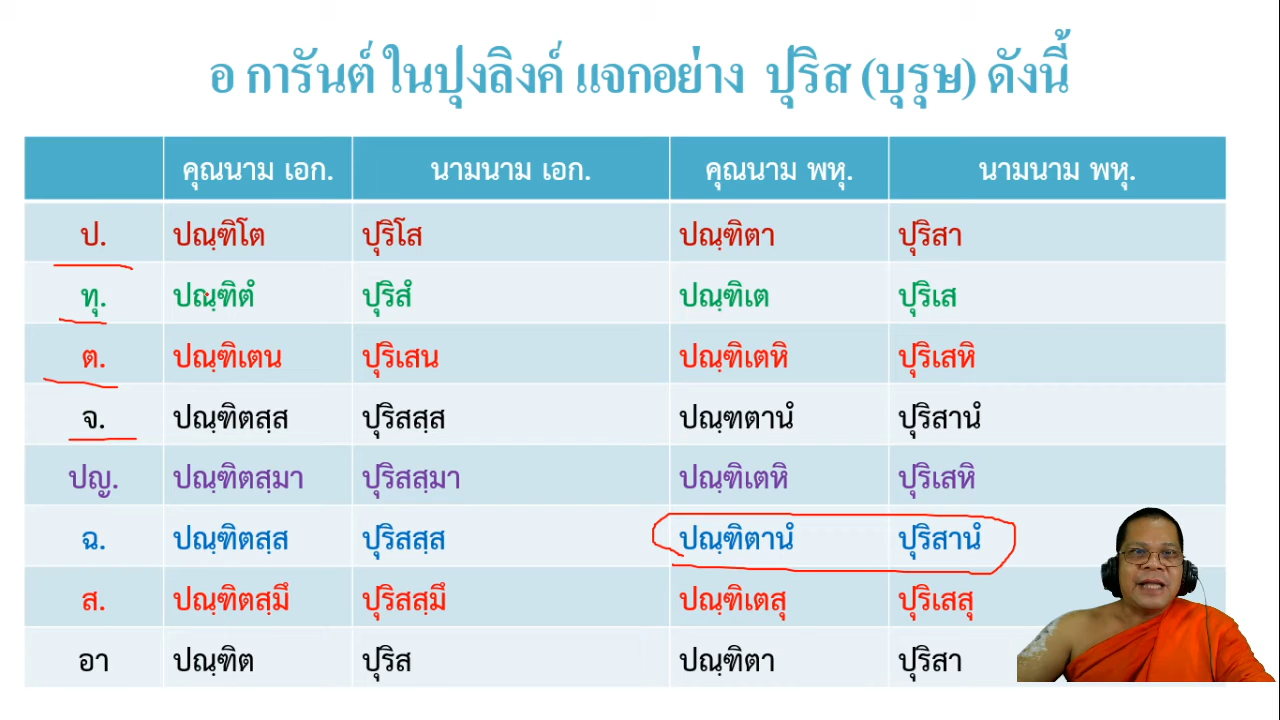 อ การันต์ ในปุงลิงค์ แจกอย่าง ปุริส (บุรุษ) ดังนี้
คุณนาม เอก. นามนาม เอก. คุณนาม พหุ. นามนาม พหุ.
ป. ปณฺฑิโต ปุริโส ปณฺฑิตา ปุริสา
ทุ. ปณฺฑิตํ ปุริสํ ปณฺฑิเต ปุริเส
ต. ปณฺฑิเตน ปุริเสน ปณฺฑิเตหิ ปุริเสหิ
จ. ปณฺฑิตสฺส ปุริสสฺส ปณฺฑตานํ ปุริสานํ
ปญ. ปณฺฑิตสฺมา ปุริสสฺมา ปณฺฑิเตหิ ปุริเสหิ
ฉ. ปณฺฑิตสฺส ปุริสสฺส ปณฺฑิตานํ ปุริสานํ
ส. ปณฺฑิตสฺมึ ปุริสสฺมึ ปณฺฑิเตสุ ปุริเสสุ
อา ปณฺฑิต ปุริส ปณฺฑิตา ปุริสา